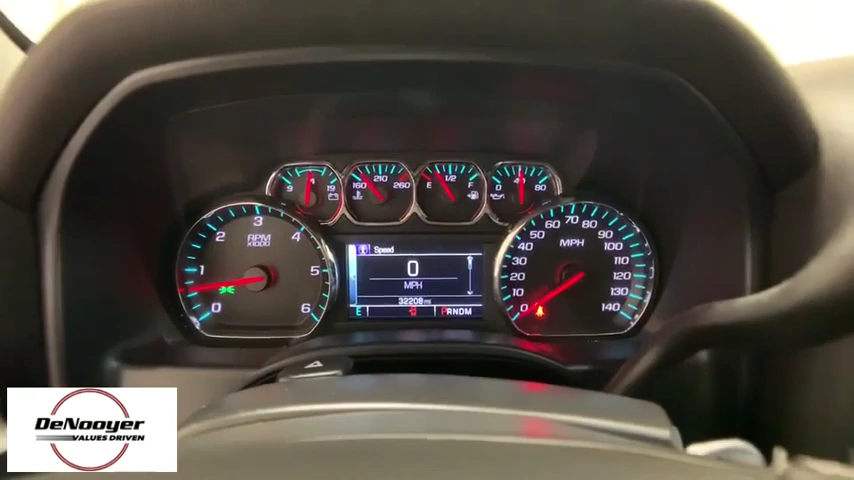 9 14 19
160 210 260
E 1/2 F
0 40 80
RPM
X1000
0 1 2 3 4 5 6
Speed
0
MPH
32208 mi
E
PRNDM
MPH
0 10 20 30 40 50 60 70 80 90 100 110 120 130 140
DeNooyer
VALUES DRIVEN